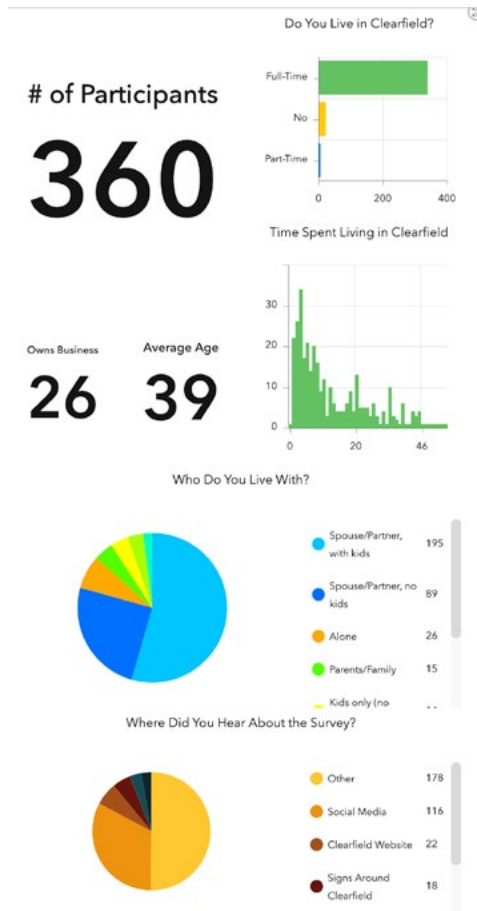 Do You Live in Clearfield?
# of Participants
360
Full-Time
No
Part-Time
0 200 400
Time Spent Living in Clearfield
30
20
10
0
0 20 46
Owns Business
26
Average Age
39
Who Do You Live With?
Spouse/Partner,
with kids
195
Spouse/Partner, no
kids
89
Alone 26
Parents/Family 15
Kids only (no
Where Did You Hear About the Survey?
Other 178
Social Media 116
Clearfield Website 22
Signs Around
Clearfield
18